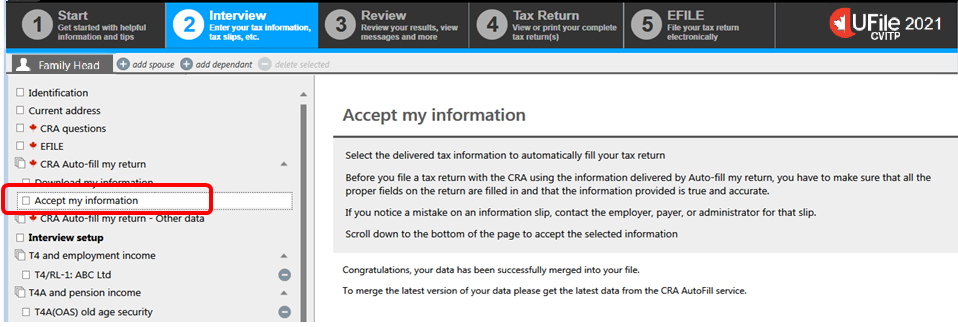 1 Start
Get started with helpful
information and tips
2 Interview
Enter your tax information,
tax slips, etc.
3 Review
Review your results, view
messages and more
4 Tax Return
View or print your complete
tax return(s)
5 EFILE
File your tax return
electronically
UFile 2021
CVITP
Family Head
add spouse
add dependant
delete selected
Identification
Current address
CRA questions
EFILE
CRA Auto-fill my return
Download my information
Accept my information
CRA Auto-fill my return - Other data
Interview setup
T4 and employment income
T4/RL-1: ABC Ltd
T4A and pension income
T4A(OAS) old age security
Accept my information
Select the delivered tax information to automatically fill your tax return
Before you file a tax return with the CRA using the information delivered by Auto-fill my return, you have to make sure that all the
proper fields on the return are filled in and that the information provided is true and accurate.
If you notice a mistake on an information slip, contact the employer, payer, or administrator for that slip.
Scroll down to the bottom of the page to accept the selected information
Congratulations, your data has been successfully merged into your file.
To merge the latest version of your data please get the latest data from the CRA AutoFill service.